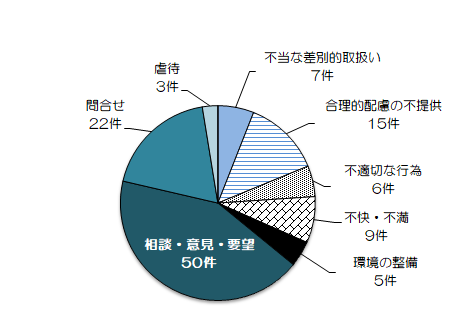 不当な差別的取扱い
7件
合理的配慮の不提供
15件
不適切な行為
6件
不快・不満
9件
環境の整備
5件
相談・意見・要望
50件
問合せ
22件
虐待
3件